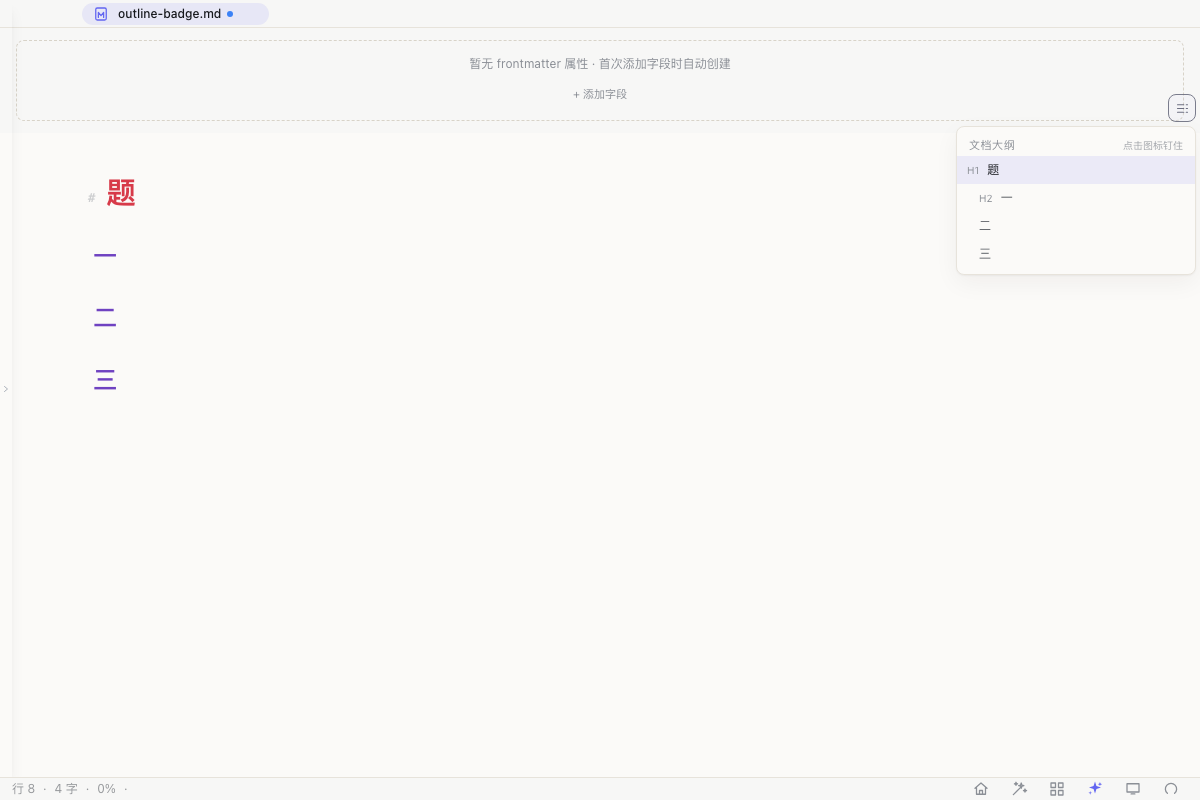 outline-badge.md
暂无 frontmatter 属性 · 首次添加字段时自动创建
+ 添加字段
文档大纲 点击图标钉住
H1 题
H2 一
二
三
# 题
一
二
三
行 8 · 4 字 · 0% ·